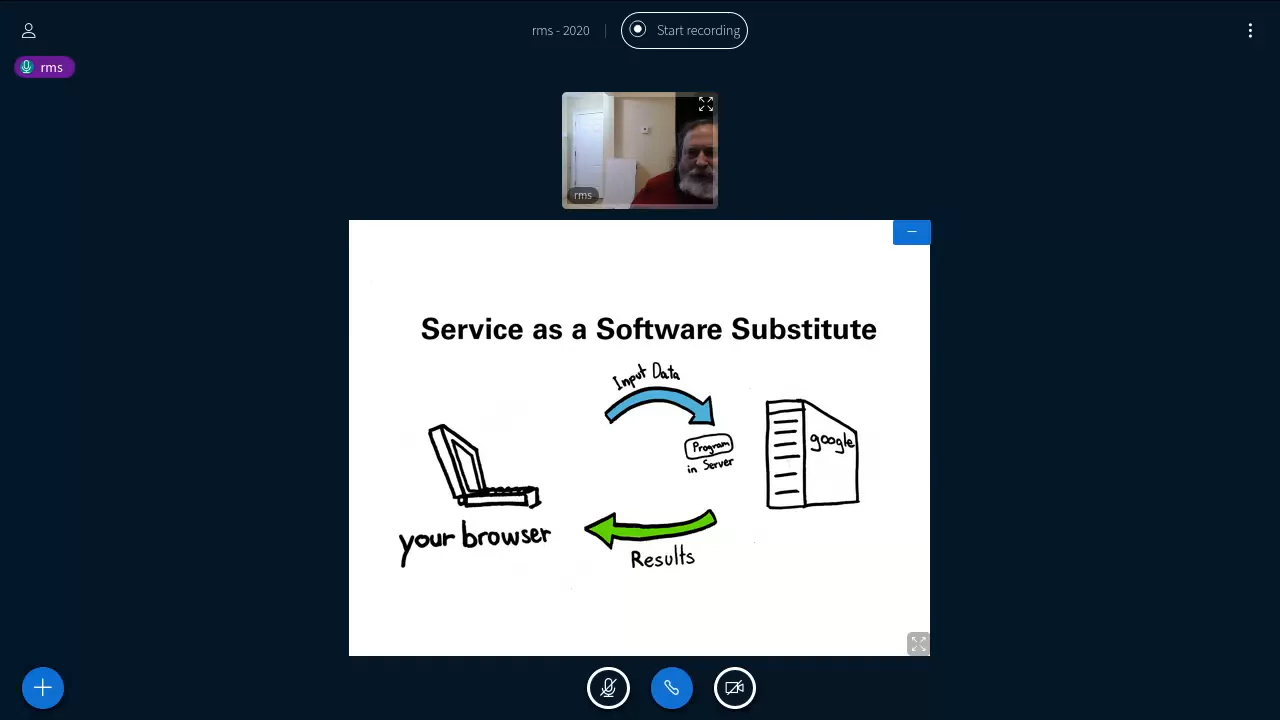 rms - 2020
Start recording
rms
rms
Service as a Software Substitute
Input Data
Program
in Server
google
your browser
Results